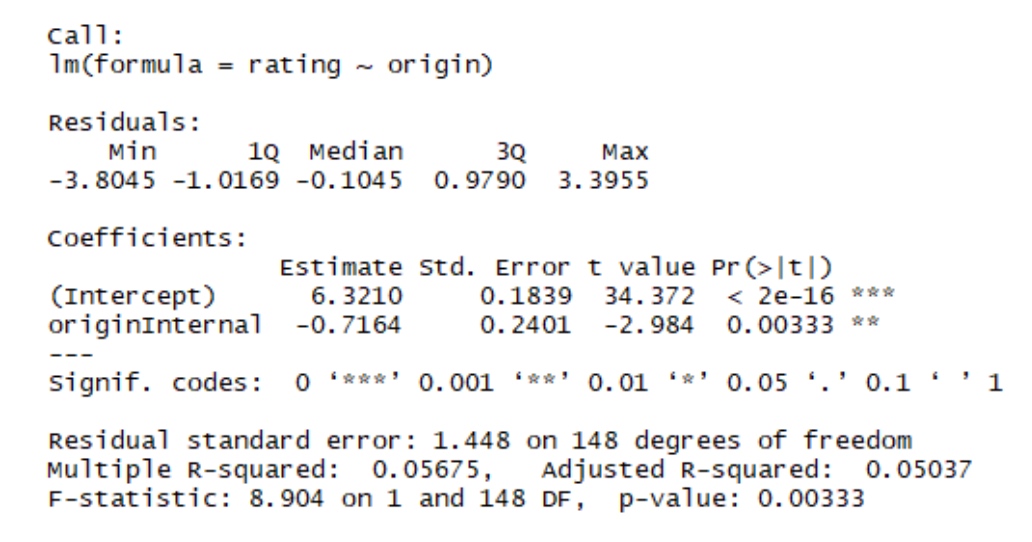 Call:
lm(formula = rating ~ origin)
Residuals:
Min 1Q Median 3Q Max
-3.8045 -1.0169 -0.1045 0.9790 3.3955
Coefficients:
Estimate Std. Error t value Pr(>|t|)
(Intercept) 6.3210 0.1839 34.372 < 2e-16 ***
originInternal -0.7164 0.2401 -2.984 0.00333 **
---
Signif. codes: 0 ‘***’ 0.001 ‘**’ 0.01 ‘*’ 0.05 ‘.’ 0.1 ‘ ’ 1
Residual standard error: 1.448 on 148 degrees of freedom
Multiple R-squared: 0.05675, Adjusted R-squared: 0.05037
F-statistic: 8.904 on 1 and 148 DF, p-value: 0.00333